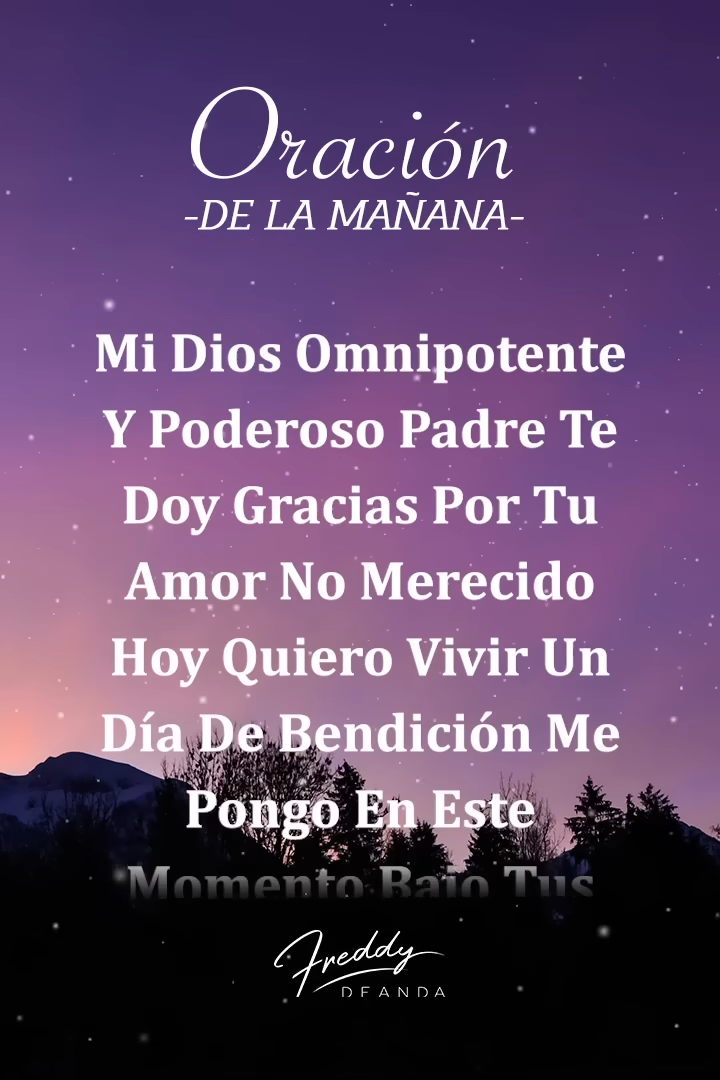 Oración
-DE LA MAÑANA-
Mi Dios Omnipotente
Y Poderoso Padre Te
Doy Gracias Por Tu
Amor No Merecido
Hoy Quiero Vivir Un
Día De Bendición Me
Pongo En Este
Momento Bajo Tus
Freddy
DEANDA